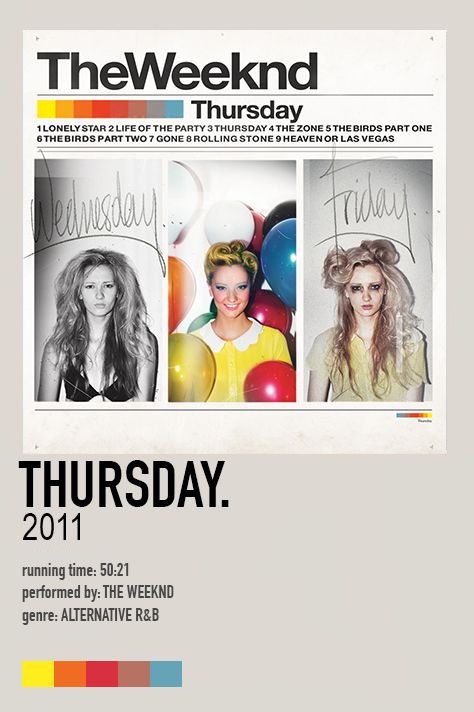 TheWeeknd
Thursday
1 LONELY STAR 2 LIFE OF THE PARTY 3 THURSDAY 4 THE ZONE 5 THE BIRDS PART ONE
6 THE BIRDS PART TWO 7 GONE 8 ROLLING STONE 9 HEAVEN OR LAS VEGAS
Wednesday.
Friday.
Thursday
THURSDAY.
2011
running time: 50:21
performed by: THE WEEKND
genre: ALTERNATIVE R&B